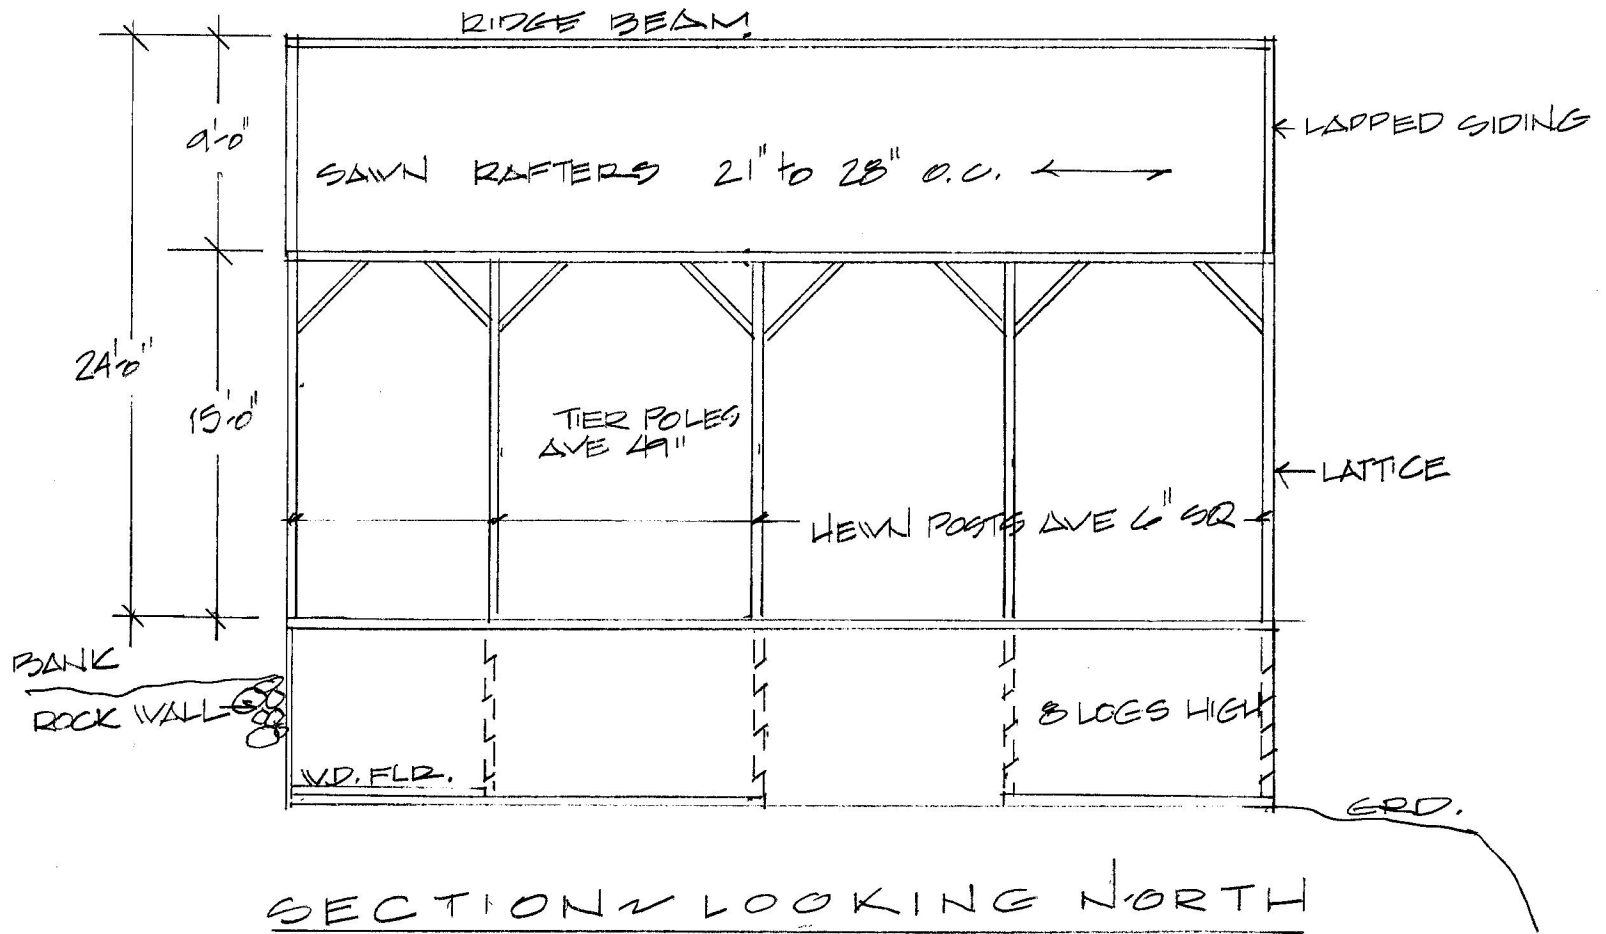 RIDGE BEAM
9'-0"
LAPPED SIDING
SAWN RAFTERS 21" to 28" O.C.
24'-0"
15'-0"
TIER POLES
AVE 49"
LATTICE
HEWN POSTS AVE 6" SQ
BANK
ROCK WALL
8 LOGS HIGH
WD. FLR.
GRD.
SECTION ~ LOOKING NORTH